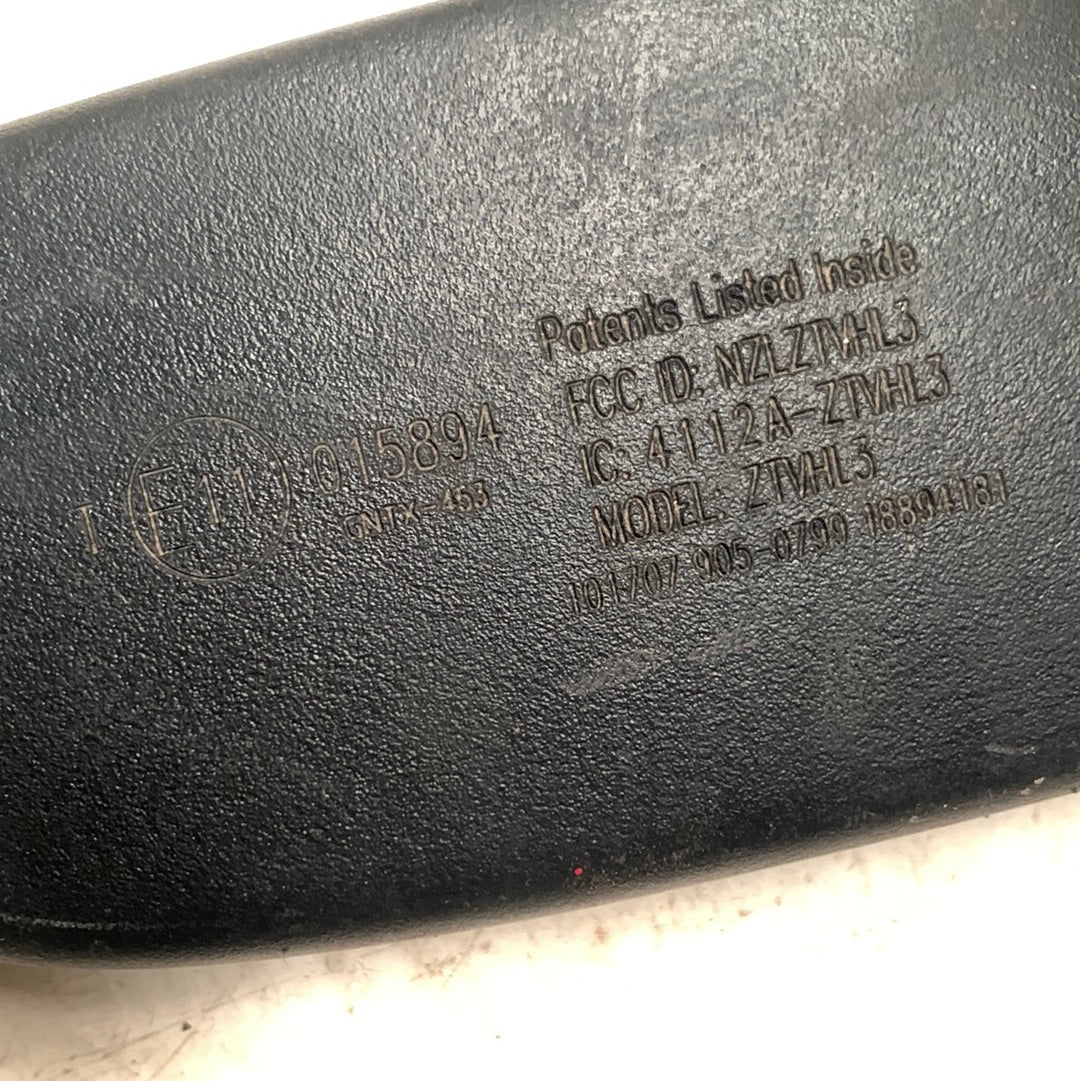 I E11 015894
GNTX-453
Patents Listed Inside
FCC ID: NZLZTVHL3
IC: 4112A-ZTVHL3
MODEL: ZTVHL3
101707 905-0799 18894181